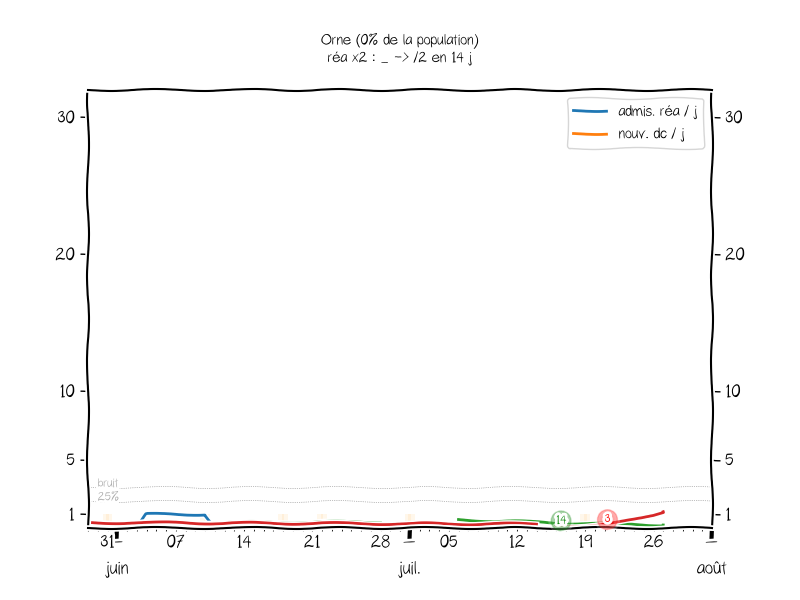 Orne (0% de la population)
réa x2 : _ -> /2 en 14 j
admis. réa / j
nouv. dc / j
30 30
20 20
10 10
5 5
bruit
25%
1 14 3 1
31 07 14 21 28 05 12 19 26
juin juil. août